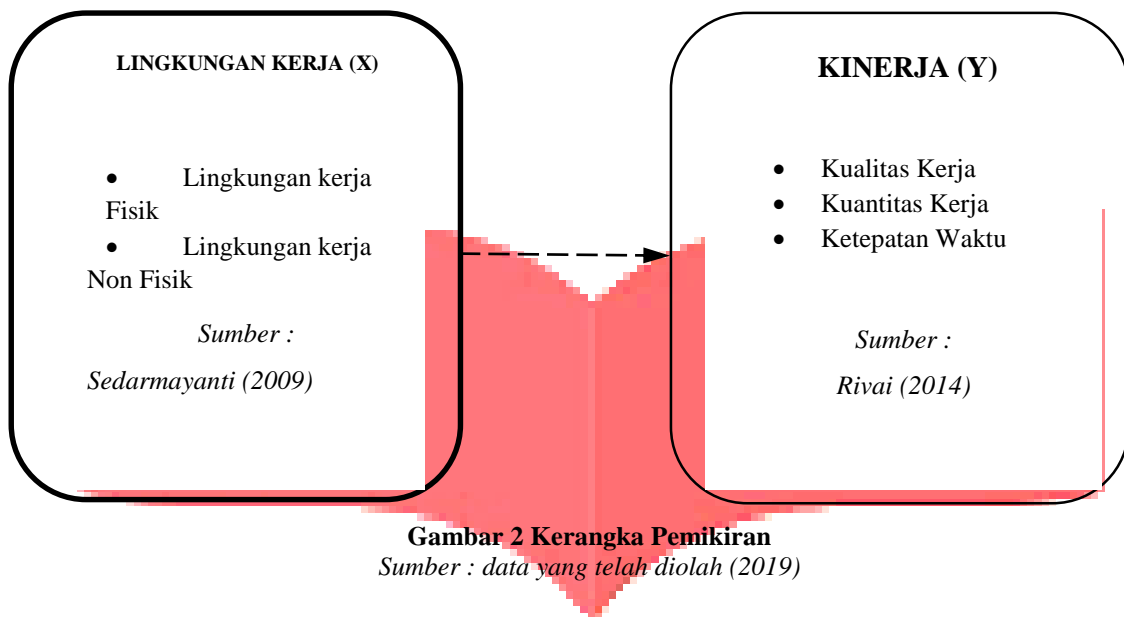 LINGKUNGAN KERJA (X)
• Lingkungan kerja
Fisik
• Lingkungan kerja
Non Fisik
Sumber :
Sedarmayanti (2009)
KINERJA (Y)
• Kualitas Kerja
• Kuantitas Kerja
• Ketepatan Waktu
Sumber :
Rivai (2014)
Gambar 2 Kerangka Pemikiran
Sumber : data yang telah diolah (2019)